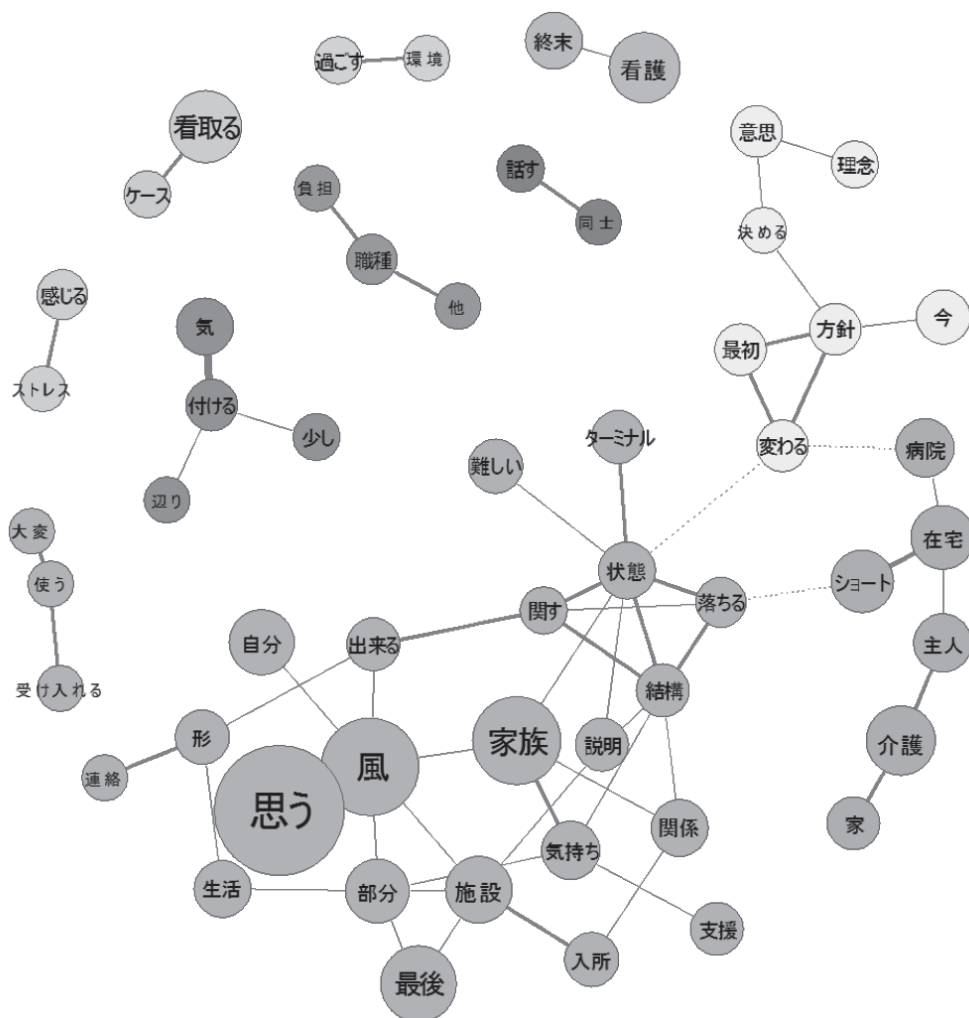 終末
過ごす
環境
看護
看取る
意思
理念
話す
ケース
負担
同士
決める
職種
感じる
他
今
気
方針
最初
ストレス
付ける
少し
ターミナル
変わる
病院
難しい
辺り
大変
在宅
使う
状態
ショート
落ちる
関す
自分
出来る
主人
受け入れる
結構
形
家族
説明
介護
風
連絡
思う
家
関係
気持ち
生活
部分
施設
支援
入所
最後